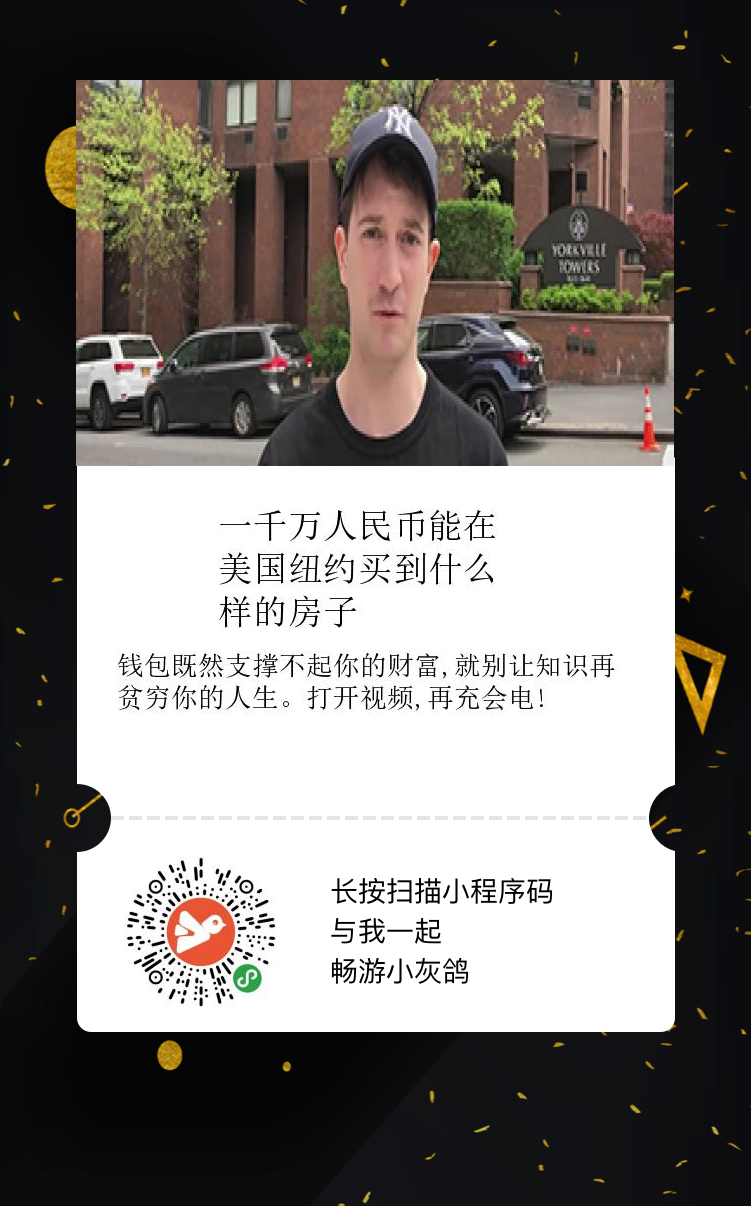 NY
YORKVILLE
TOWERS
一千万人民币能在
美国纽约买到什么
样的房子
钱包既然支撑不起你的财富,就别让知识再
贫穷你的人生。打开视频,再充会电!
长按扫描小程序码
与我一起
畅游小灰鸽